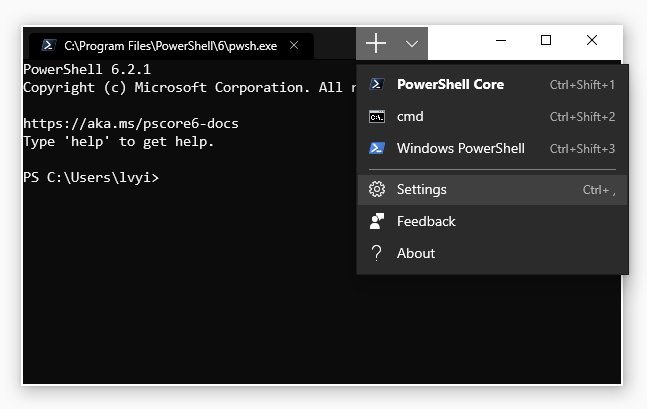 C:\Program Files\PowerShell\6\pwsh.exe
PowerShell 6.2.1
Copyright (c) Microsoft Corporation. All r
https://aka.ms/pscore6-docs
Type 'help' to get help.
PS C:\Users\lvyi>
PowerShell Core Ctrl+Shift+1
cmd Ctrl+Shift+2
Windows PowerShell Ctrl+Shift+3
Settings Ctrl+ ,
Feedback
About